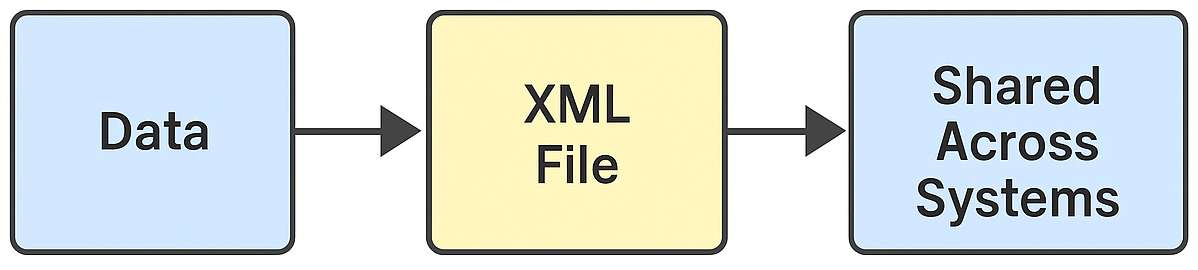 Data
XML
File
Shared
Across
Systems